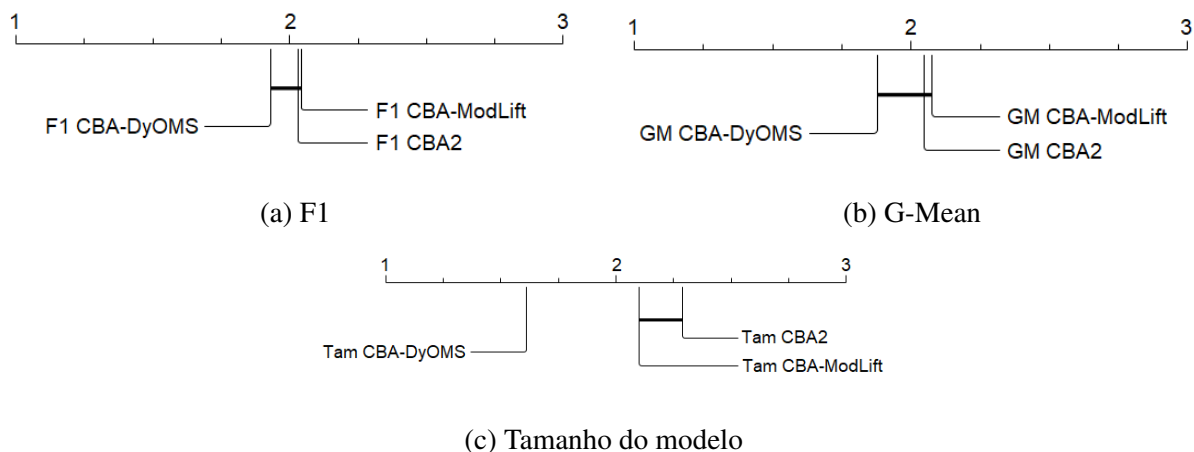 1 2 3
F1 CBA-DyOMS
F1 CBA-ModLift
F1 CBA2
(a) F1
1 2 3
GM CBA-DyOMS
GM CBA-ModLift
GM CBA2
(b) G-Mean
1 2 3
Tam CBA-DyOMS
Tam CBA2
Tam CBA-ModLift
(c) Tamanho do modelo